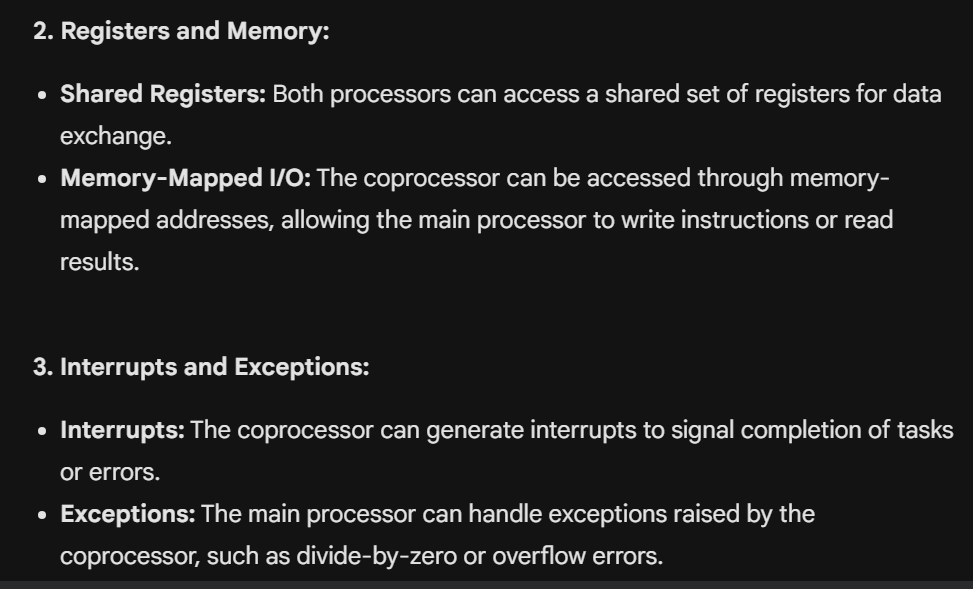 2. Registers and Memory:
• Shared Registers: Both processors can access a shared set of registers for data
exchange.
• Memory-Mapped I/O: The coprocessor can be accessed through memory-
mapped addresses, allowing the main processor to write instructions or read
results.
3. Interrupts and Exceptions:
• Interrupts: The coprocessor can generate interrupts to signal completion of tasks
or errors.
• Exceptions: The main processor can handle exceptions raised by the
coprocessor, such as divide-by-zero or overflow errors.